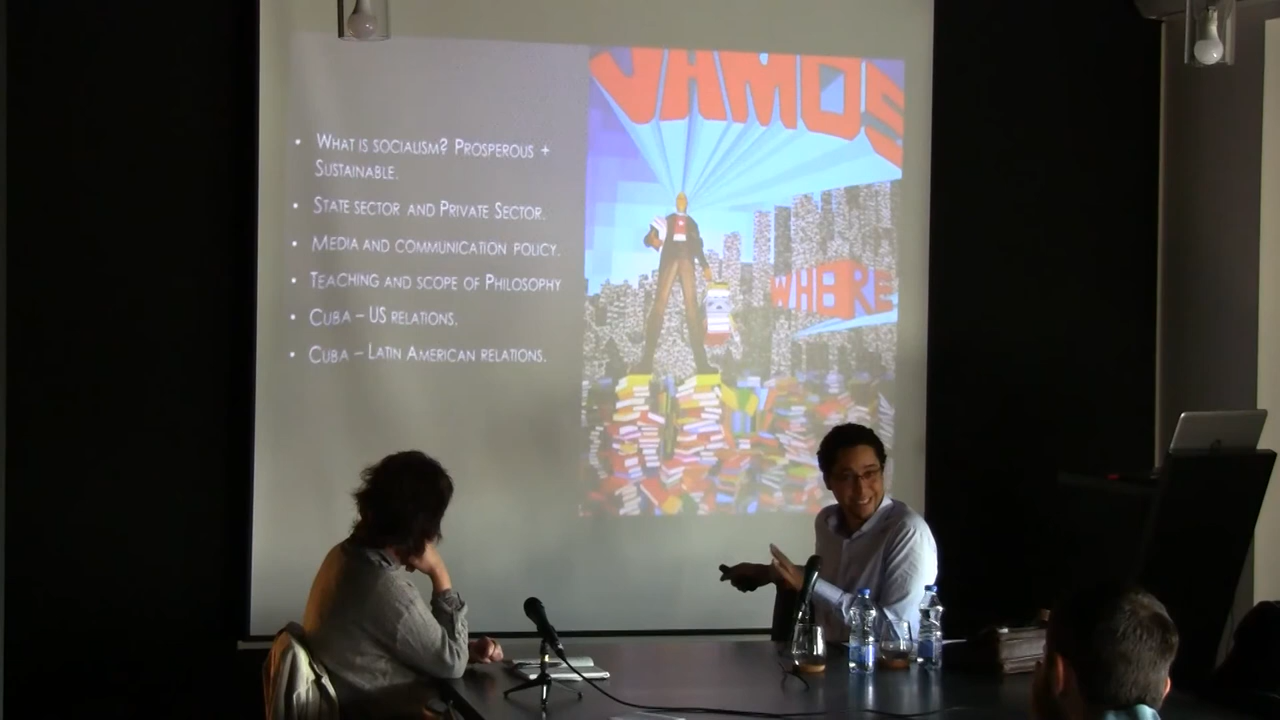 • What is socialism? Prosperous +
Sustainable.
• State sector and Private Sector.
• Media and communication policy.
• Teaching and scope of Philosophy
• Cuba – US relations.
• Cuba – Latin American relations.
VAMOS
WHERE